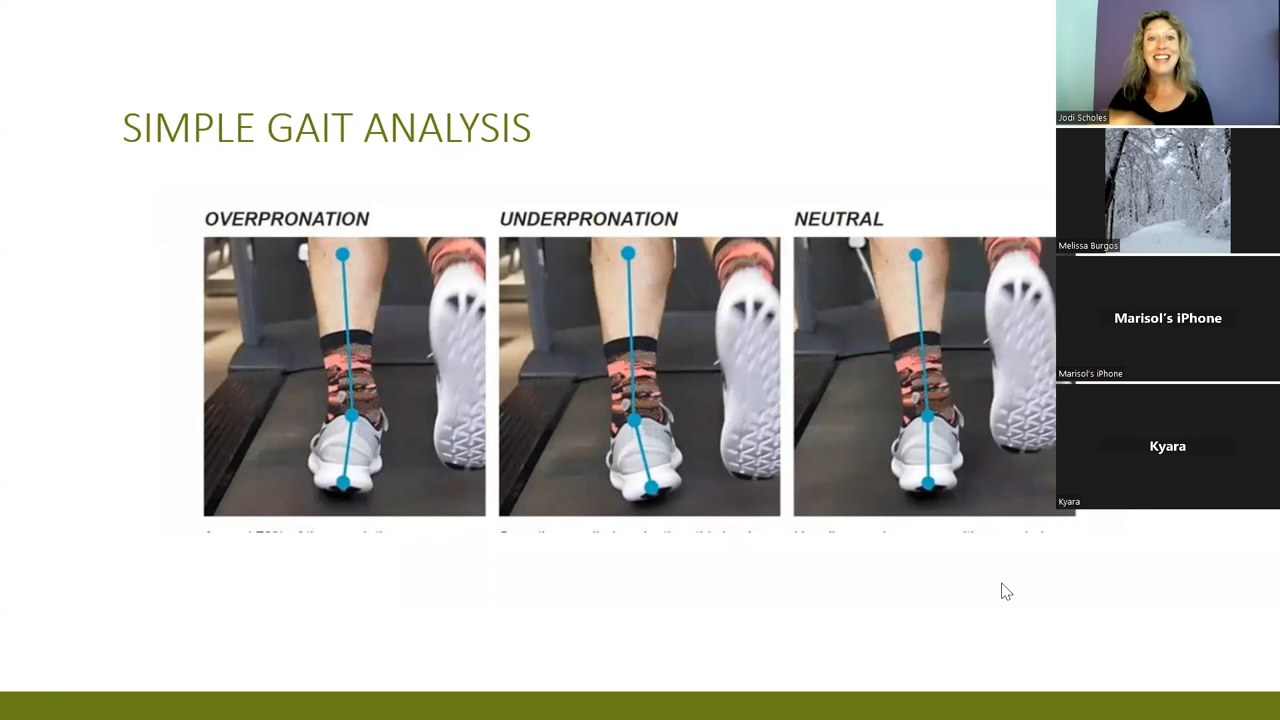 SIMPLE GAIT ANALYSIS
OVERPRONATION
UNDERPRONATION
NEUTRAL
Jodi Scholes
Melissa Burgos
Marisol's iPhone
Marisol's iPhone
Kyara
Kyara